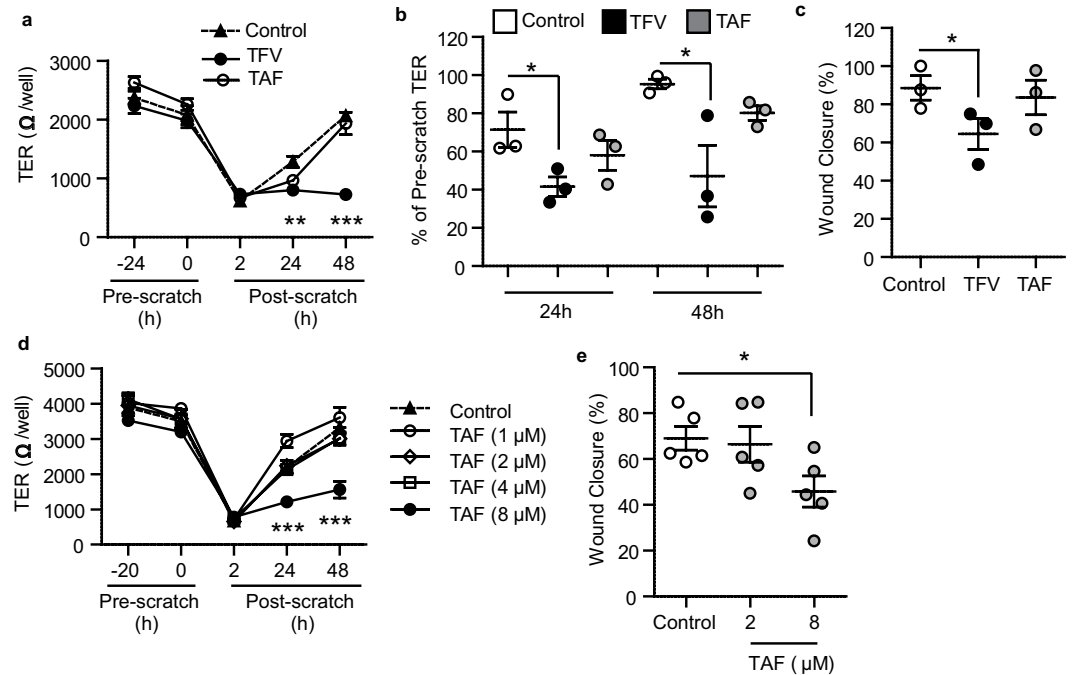 a
Control
TFV
TAF
TER (Ω /well)
3000
2000
1000
0
-24 0 2 24 48
** ***
Pre-scratch
(h)
Post-scratch
(h)
b
Control TFV TAF
% of Pre-scratch TER
120
100
80
60
40
20
0
* *
24h 48h
c
Wound Closure (%)
120
100
80
60
40
20
0
*
Control TFV TAF
d
TER (Ω /well)
5000
4000
3000
2000
1000
0
-20 0 2 24 48
*** ***
Pre-scratch
(h)
Post-scratch
(h)
Control
TAF (1 µM)
TAF (2 µM)
TAF (4 µM)
TAF (8 µM)
e
Wound Closure (%)
100
80
60
40
20
0
*
Control 2 8
TAF ( µM)